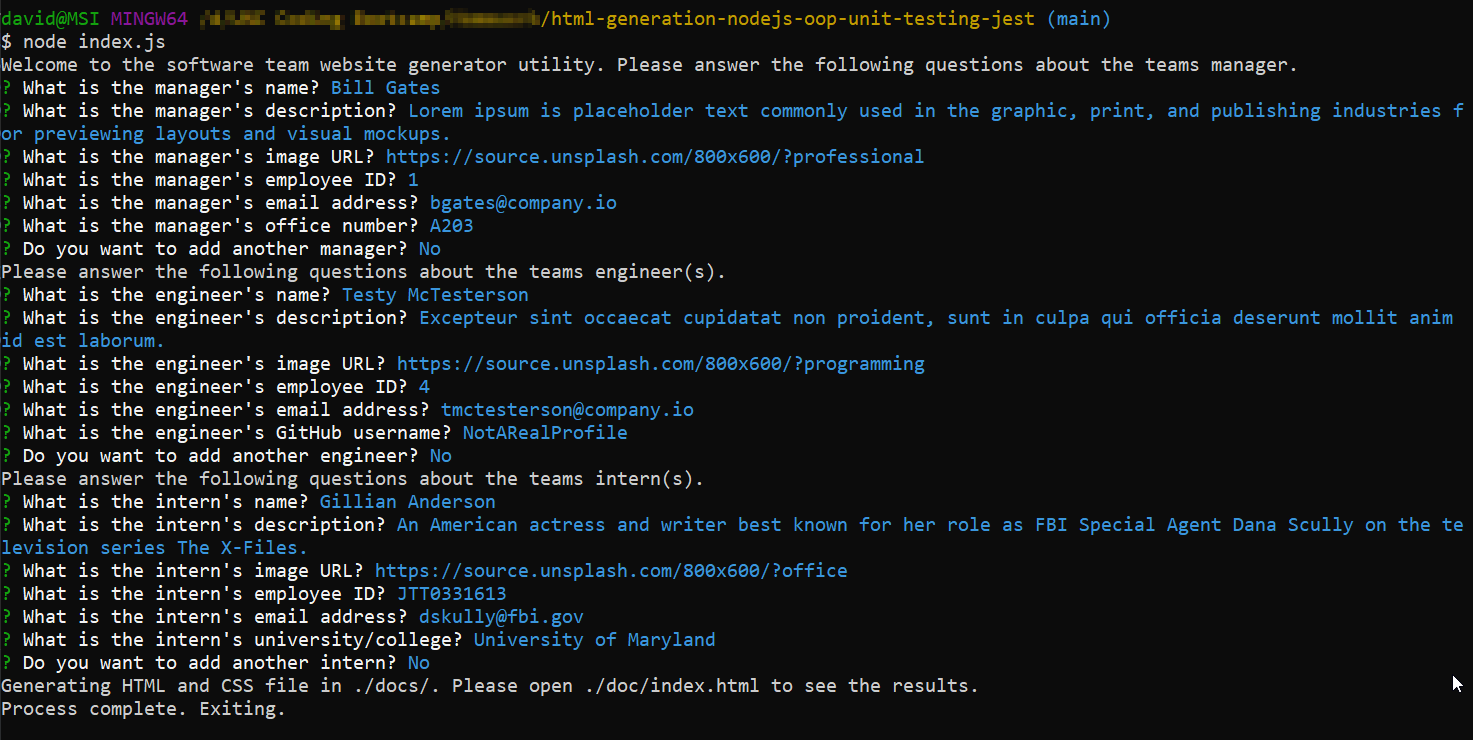 david@MSI MINGW64 /html-generation-nodejs-oop-unit-testing-jest (main)
$ node index.js
Welcome to the software team website generator utility. Please answer the following questions about the teams manager.
? What is the manager's name? Bill Gates
? What is the manager's description? Lorem ipsum is placeholder text commonly used in the graphic, print, and publishing industries f
or previewing layouts and visual mockups.
? What is the manager's image URL? https://source.unsplash.com/800x600/?professional
? What is the manager's employee ID? 1
? What is the manager's email address? bgates@company.io
? What is the manager's office number? A203
? Do you want to add another manager? No
Please answer the following questions about the teams engineer(s).
? What is the engineer's name? Testy McTesterson
? What is the engineer's description? Excepteur sint occaecat cupidatat non proident, sunt in culpa qui officia deserunt mollit anim
id est laborum.
? What is the engineer's image URL? https://source.unsplash.com/800x600/?programming
? What is the engineer's employee ID? 4
? What is the engineer's email address? tmctesterson@company.io
? What is the engineer's GitHub username? NotARealProfile
? Do you want to add another engineer? No
Please answer the following questions about the teams intern(s).
? What is the intern's name? Gillian Anderson
? What is the intern's description? An American actress and writer best known for her role as FBI Special Agent Dana Scully on the te
levision series The X-Files.
? What is the intern's image URL? https://source.unsplash.com/800x600/?office
? What is the intern's employee ID? JTT0331613
? What is the intern's email address? dskully@fbi.gov
? What is the intern's university/college? University of Maryland
? Do you want to add another intern? No
Generating HTML and CSS file in ./docs/. Please open ./doc/index.html to see the results.
Process complete. Exiting.